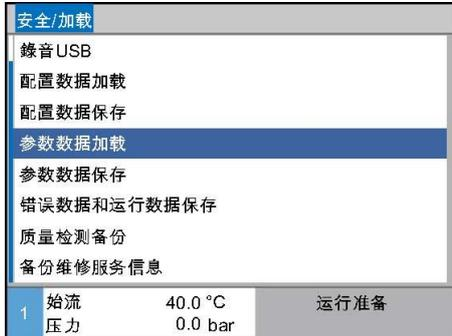 安全/加载
錄音USB
配置数据加载
配置数据保存
参数数据加载
参数数据保存
错误数据和运行数据保存
质量检测备份
备份维修服务信息
1 始流 40.0 °C 运行准备
压力 0.0 bar